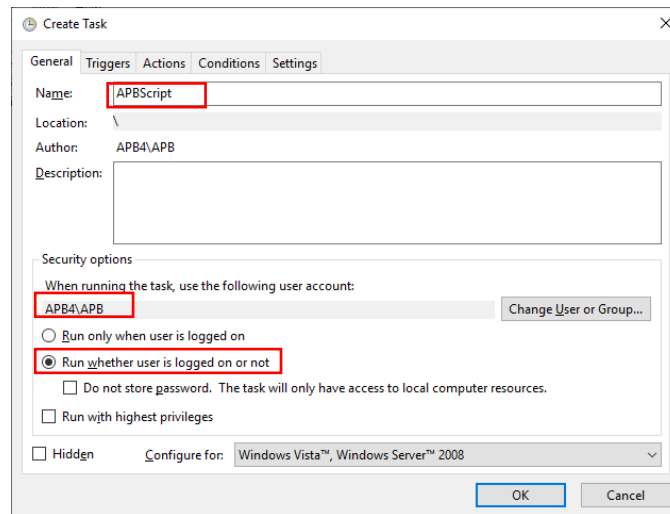 Create Task
General Triggers Actions Conditions Settings
Name: APBScript
Location: \
Author: APB4\APB
Description:
Security options
When running the task, use the following user account:
APB4\APB Change User or Group...
Run only when user is logged on
Run whether user is logged on or not
Do not store password. The task will only have access to local computer resources.
Run with highest privileges
Hidden Configure for: Windows Vista™, Windows Server™ 2008
OK Cancel